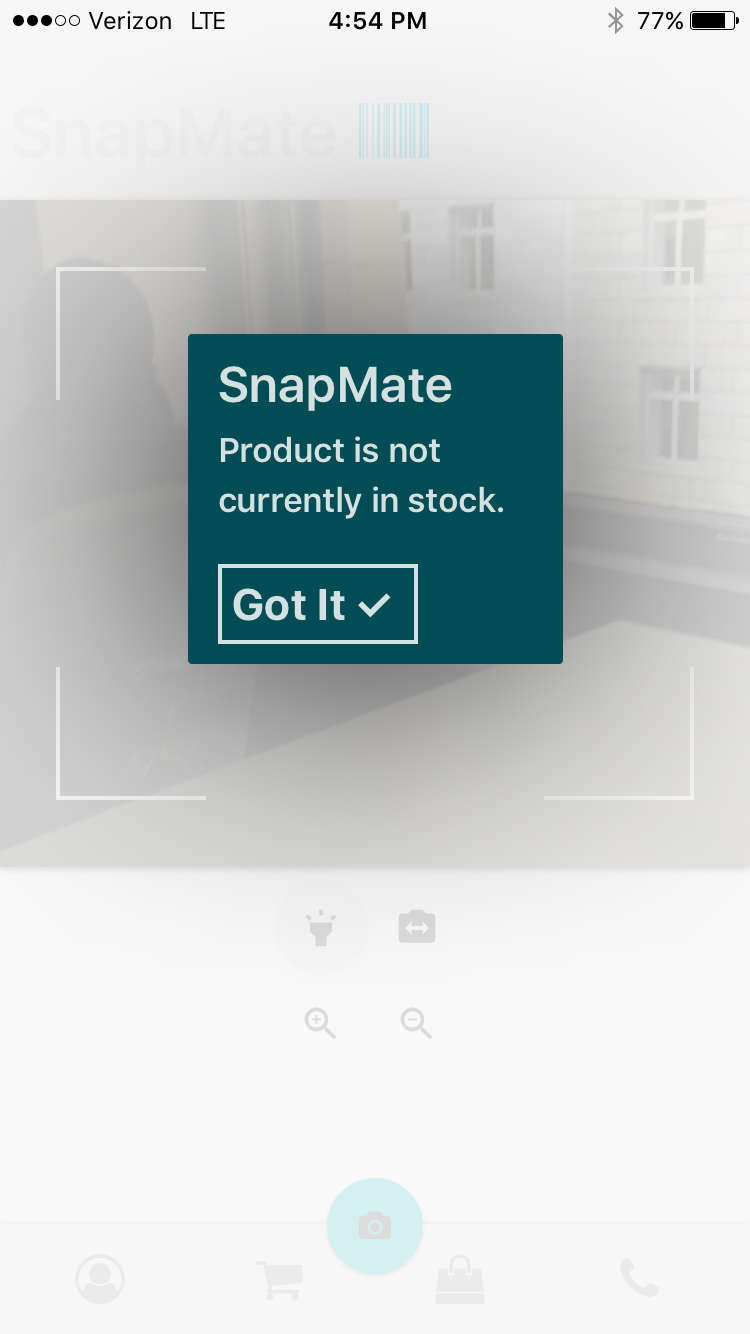 Verizon LTE 4:54 PM 77%
SnapMate
SnapMate
Product is not
currently in stock.
Got It